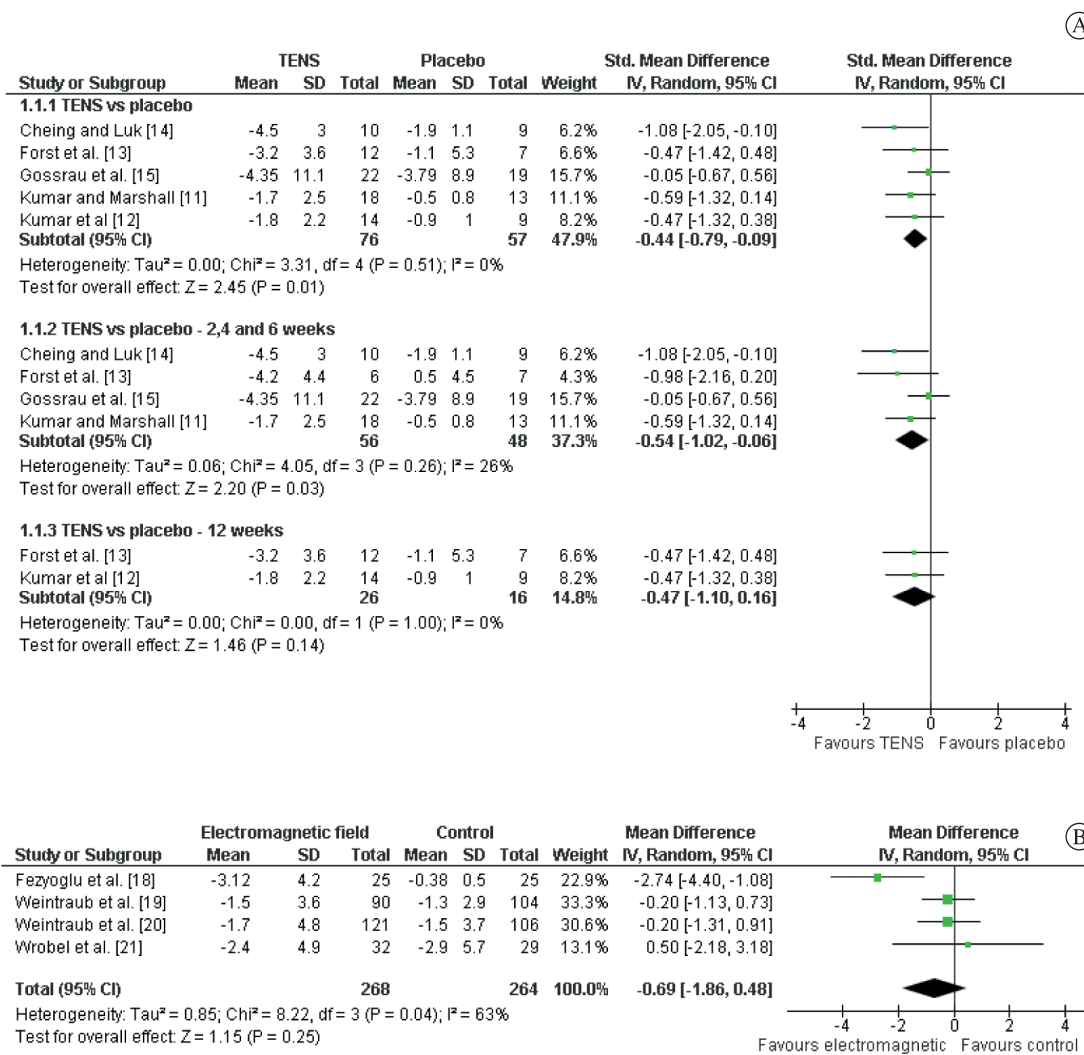 A
TENS Placebo Std. Mean Difference Std. Mean Difference
Study or Subgroup Mean SD Total Mean SD Total Weight IV, Random, 95% CI IV, Random, 95% CI
1.1.1 TENS vs placebo
Cheing and Luk [14] -4.5 3 10 -1.9 1.1 9 6.2% -1.08 [-2.05, -0.10]
Forst et al. [13] -3.2 3.6 12 -1.1 5.3 7 6.6% -0.47 [-1.42, 0.48]
Gossrau et al. [15] -4.35 11.1 22 -3.79 8.9 19 15.7% -0.05 [-0.67, 0.56]
Kumar and Marshall [11] -1.7 2.5 18 -0.5 0.8 13 11.1% -0.59 [-1.32, 0.14]
Kumar et al [12] -1.8 2.2 14 -0.9 1 9 8.2% -0.47 [-1.32, 0.38]
Subtotal (95% CI) 76 57 47.9% -0.44 [-0.79, -0.09]
Heterogeneity: Tau² = 0.00; Chi² = 3.31, df = 4 (P = 0.51); I² = 0%
Test for overall effect: Z = 2.45 (P = 0.01)
1.1.2 TENS vs placebo - 2,4 and 6 weeks
Cheing and Luk [14] -4.5 3 10 -1.9 1.1 9 6.2% -1.08 [-2.05, -0.10]
Forst et al. [13] -4.2 4.4 6 0.5 4.5 7 4.3% -0.98 [-2.16, 0.20]
Gossrau et al. [15] -4.35 11.1 22 -3.79 8.9 19 15.7% -0.05 [-0.67, 0.56]
Kumar and Marshall [11] -1.7 2.5 18 -0.5 0.8 13 11.1% -0.59 [-1.32, 0.14]
Subtotal (95% CI) 56 48 37.3% -0.54 [-1.02, -0.06]
Heterogeneity: Tau² = 0.06; Chi² = 4.05, df = 3 (P = 0.26); I² = 26%
Test for overall effect: Z = 2.20 (P = 0.03)
1.1.3 TENS vs placebo - 12 weeks
Forst et al. [13] -3.2 3.6 12 -1.1 5.3 7 6.6% -0.47 [-1.42, 0.48]
Kumar et al [12] -1.8 2.2 14 -0.9 1 9 8.2% -0.47 [-1.32, 0.38]
Subtotal (95% CI) 26 16 14.8% -0.47 [-1.10, 0.16]
Heterogeneity: Tau² = 0.00; Chi² = 0.00, df = 1 (P = 1.00); I² = 0%
Test for overall effect: Z = 1.46 (P = 0.14)
-4 -2 0 2 4
Favours TENS Favours placebo
B
Electromagnetic field Control Mean Difference Mean Difference
Study or Subgroup Mean SD Total Mean SD Total Weight IV, Random, 95% CI IV, Random, 95% CI
Fezyoglu et al. [18] -3.12 4.2 25 -0.38 0.5 25 22.9% -2.74 [-4.40, -1.08]
Weintraub et al. [19] -1.5 3.6 90 -1.3 2.9 104 33.3% -0.20 [-1.13, 0.73]
Weintraub et al. [20] -1.7 4.8 121 -1.5 3.7 106 30.6% -0.20 [-1.31, 0.91]
Wrobel et al. [21] -2.4 4.9 32 -2.9 5.7 29 13.1% 0.50 [-2.18, 3.18]
Total (95% CI) 268 264 100.0% -0.69 [-1.86, 0.48]
Heterogeneity: Tau² = 0.85; Chi² = 8.22, df = 3 (P = 0.04); I² = 63%
Test for overall effect: Z = 1.15 (P = 0.25)
-4 -2 0 2 4
Favours electromagnetic Favours control